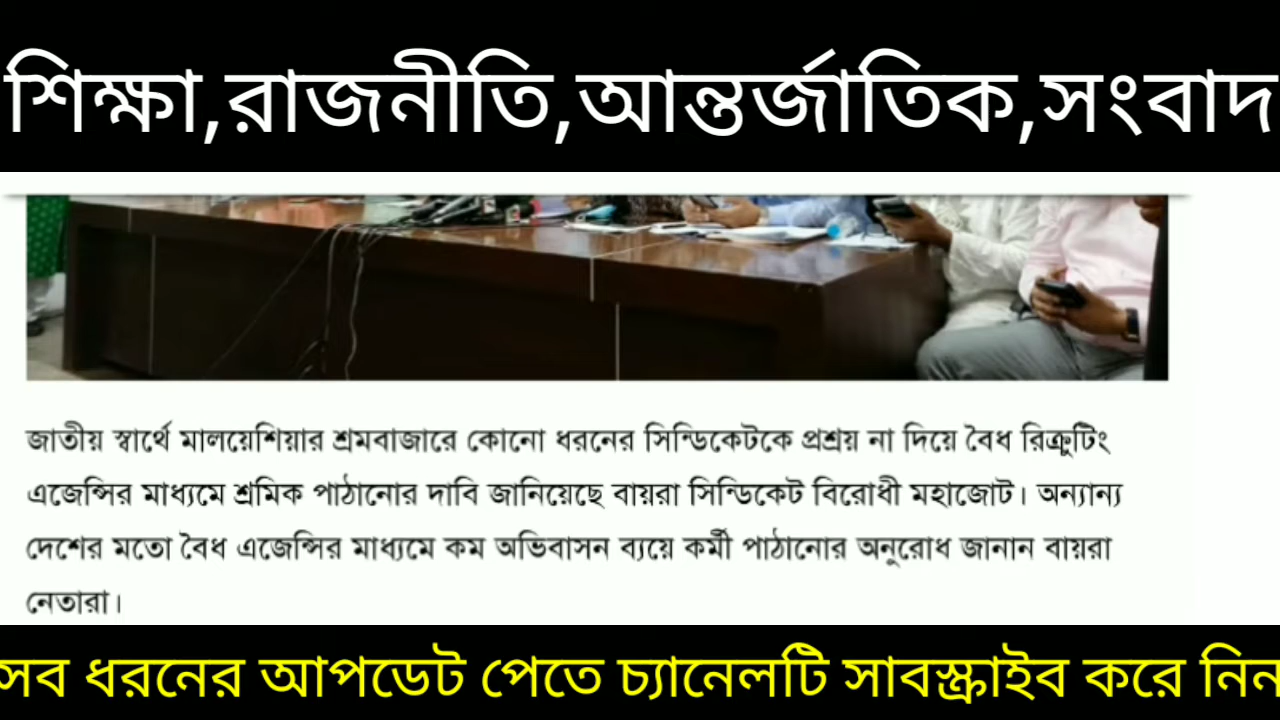 শিক্ষা,রাজনীতি,আন্তর্জাতিক,সংবাদ
জাতীয় স্বার্থে মালয়েশিয়ার শ্রমবাজারে কোনো ধরনের সিন্ডিকেটকে প্রশ্রয় না দিয়ে বৈধ রিক্রুটিং
এজেন্সির মাধ্যমে শ্রমিক পাঠানোর দাবি জানিয়েছে বায়রা সিন্ডিকেট বিরোধী মহাজোট। অন্যান্য
দেশের মতো বৈধ এজেন্সির মাধ্যমে কম অভিবাসন ব্যয়ে কর্মী পাঠানোর অনুরোধ জানান বায়রা
নেতারা।
সব ধরনের আপডেট পেতে চ্যানেলটি সাবস্ক্রাইব করে নিন